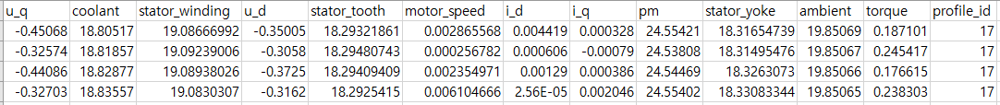 u_q coolant stator_winding u_d stator_tooth motor_speed i_d i_q pm stator_yoke ambient torque profile_id
-0.45068 18.80517 19.08666992 -0.35005 18.29321861 0.002865568 0.004419 0.000328 24.55421 18.31654739 19.85069 0.187101 17
-0.32574 18.81857 19.09239006 -0.3058 18.29480743 0.000256782 0.000606 -0.00079 24.53808 18.31495476 19.85067 0.245417 17
-0.44086 18.82877 19.08938026 -0.3725 18.29409409 0.002354971 0.00129 0.000386 24.54469 18.3263073 19.85066 0.176615 17
-0.32703 18.83557 19.0830307 -0.3162 18.2925415 0.006104666 2.56E-05 0.002046 24.55402 18.33083344 19.85065 0.238303 17